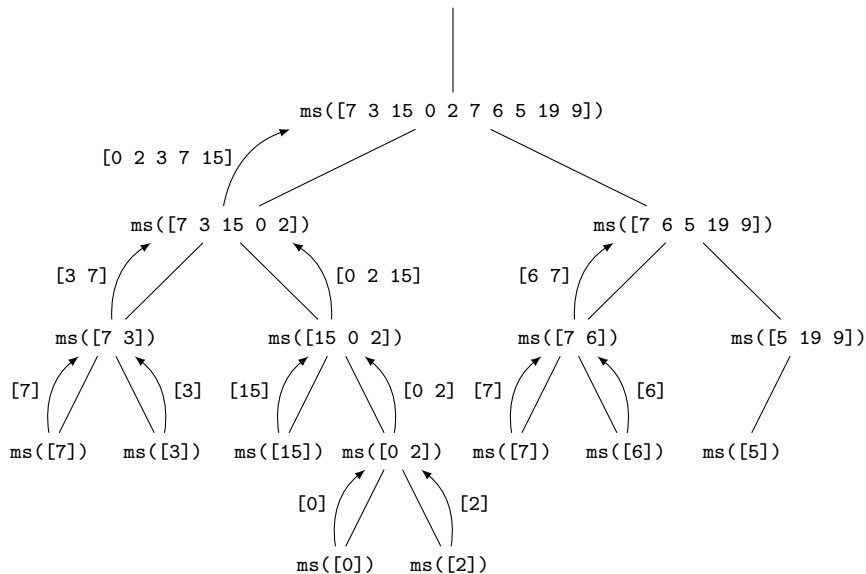 ms([7 3 15 0 2 7 6 5 19 9])
[0 2 3 7 15]
ms([7 3 15 0 2])
ms([7 6 5 19 9])
[3 7]
[0 2 15]
[6 7]
ms([7 3])
ms([15 0 2])
ms([7 6])
ms([5 19 9])
[7]
[3]
[15]
[0 2]
[7]
[6]
ms([7])
ms([3])
ms([15])
ms([0 2])
ms([7])
ms([6])
ms([5])
[0]
[2]
ms([0])
ms([2])